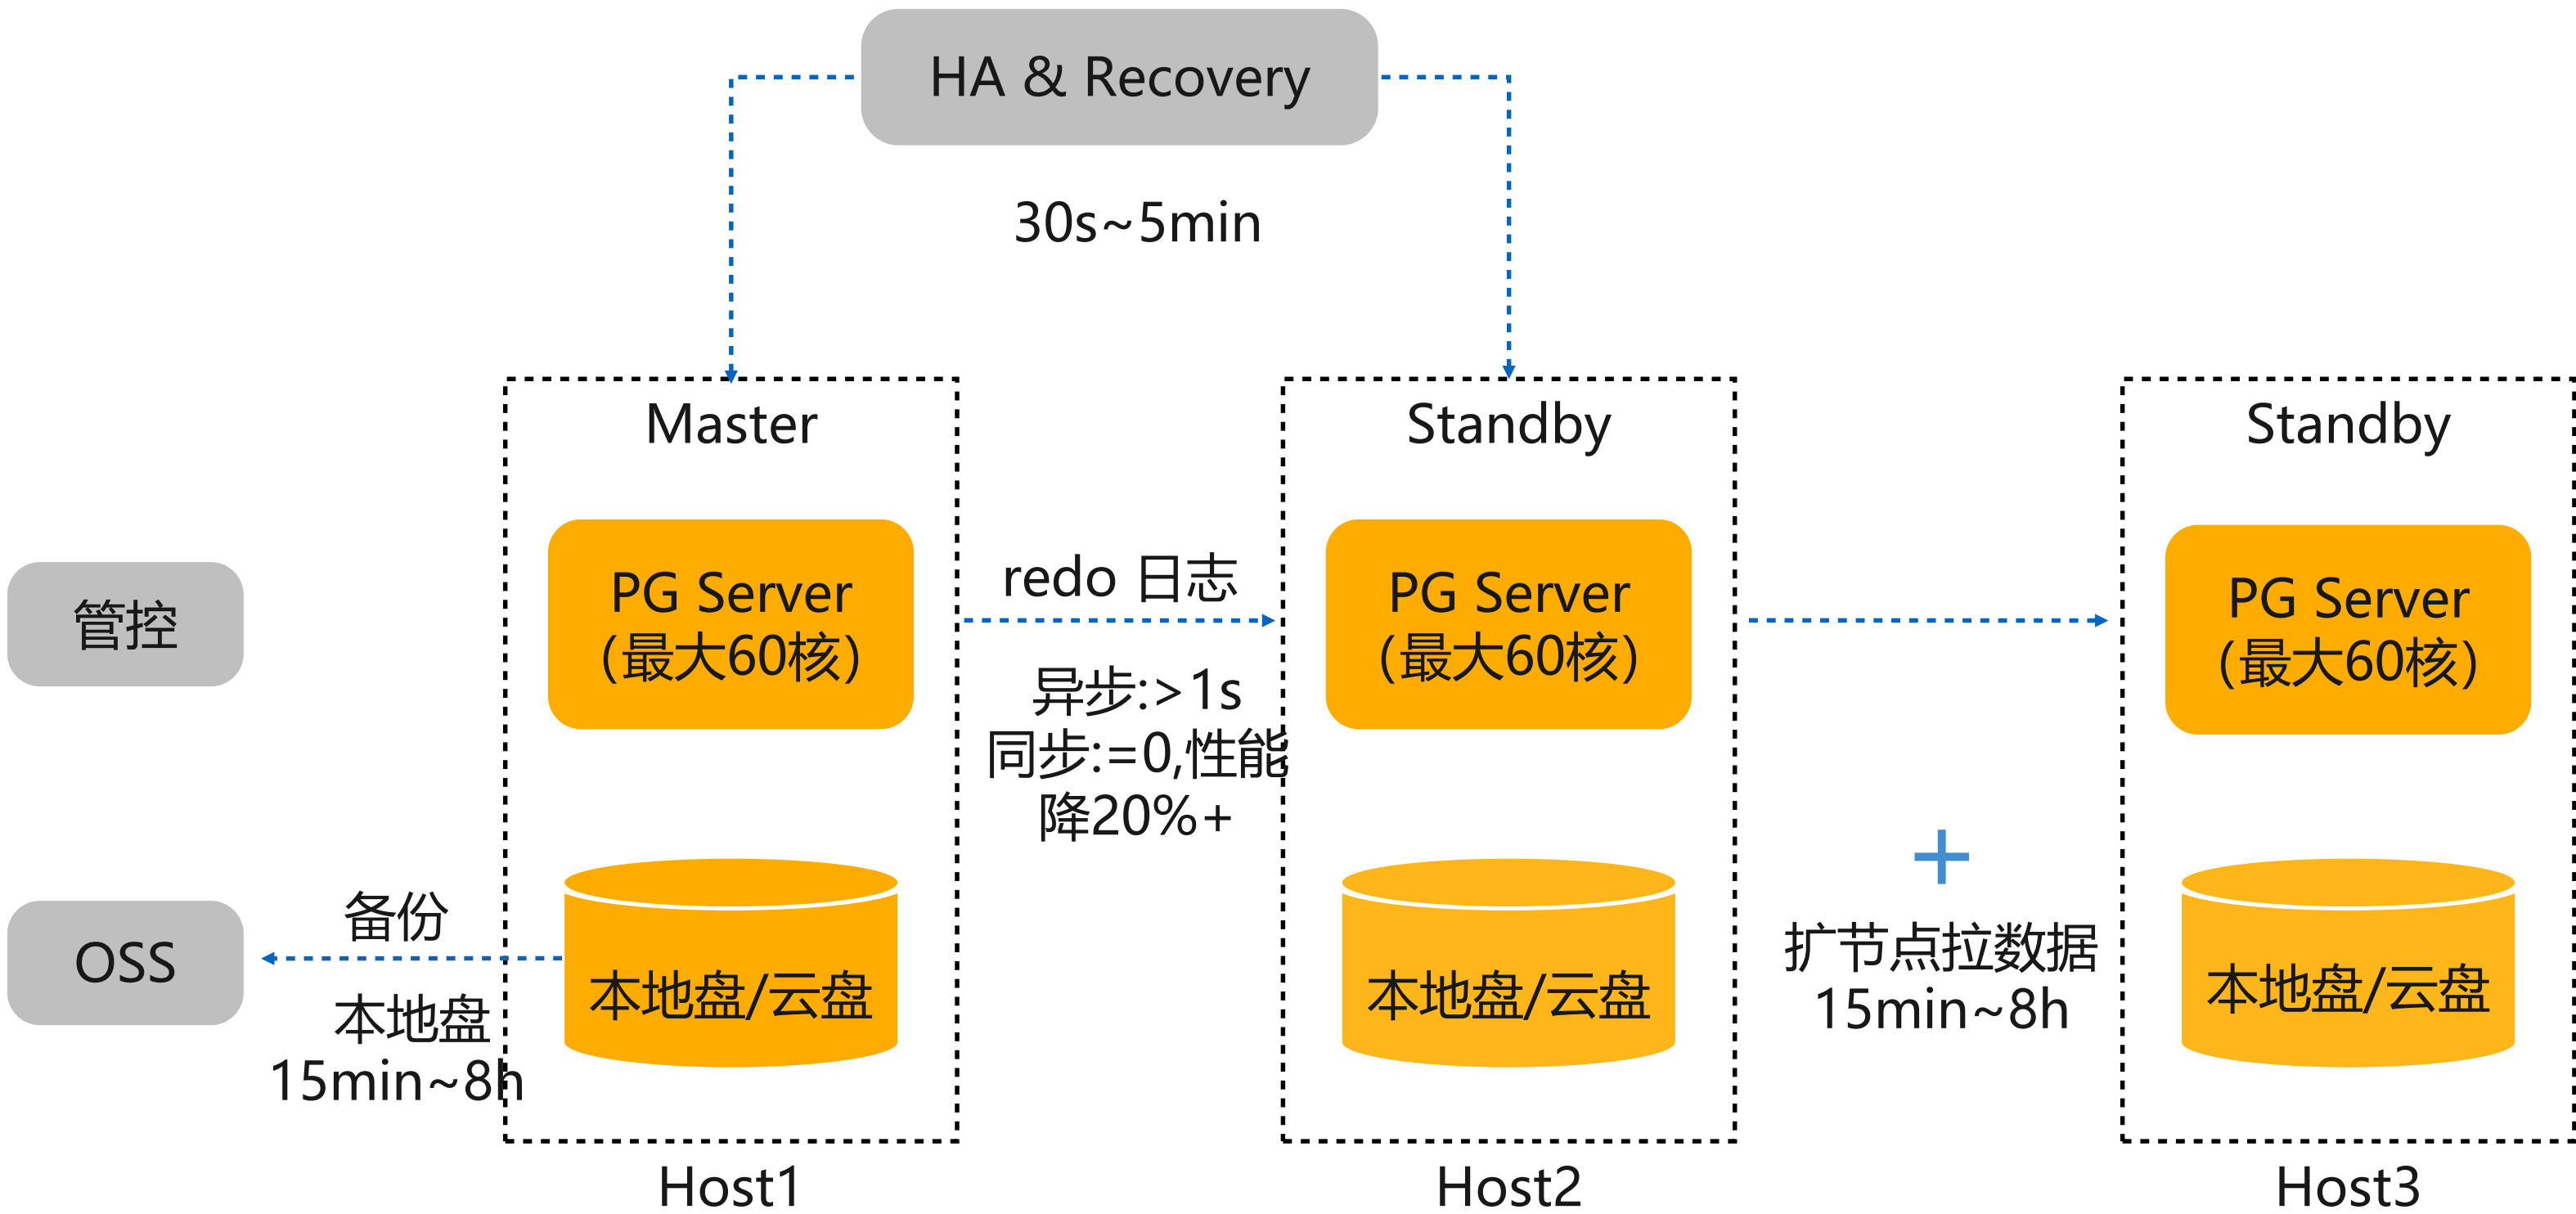 HA & Recovery
30s~5min
Master
Standby
Standby
管控
PG Server
(最大60核)
redo 日志
异步:>1s
同步:=0,性能
降20%+
PG Server
(最大60核)
PG Server
(最大60核)
OSS
备份
本地盘
15min~8h
本地盘/云盘
本地盘/云盘
+
扩节点拉数据
15min~8h
本地盘/云盘
Host1
Host2
Host3